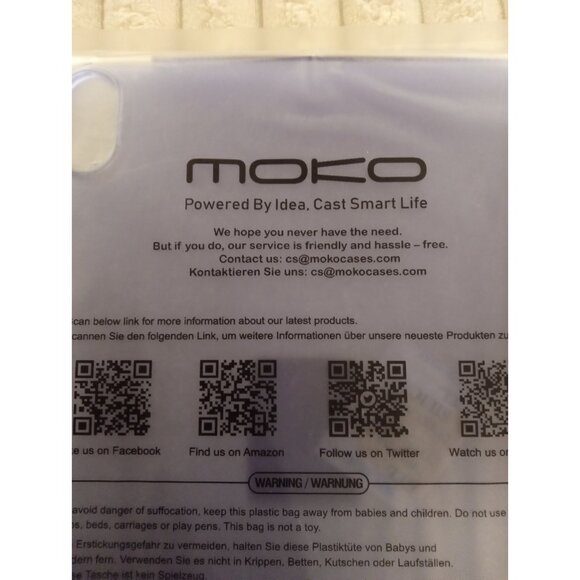 MOKO
Powered By Idea, Cast Smart Life
We hope you never have the need.
But if you do, our service is friendly and hassle – free.
Contact us: cs@mokocases.com
Kontaktieren Sie uns: cs@mokocases.com
can below link for more information about our latest products.
cannen Sie den folgenden Link, um weitere Informationen über unsere neueste Produkten zu
us on Facebook
Find us on Amazon
Follow us on Twitter
Watch us on
WARNING / WARNUNG
avoid danger of suffocation, keep this plastic bag away from babies and children. Do not use
beds, carriages or play pens. This bag is not a toy.
Erstickungsgefahr zu vermeiden, halten Sie diese Plastiktüte von Babys und
dern fern. Verwenden Sie es nicht in Krippen, Betten, Kutschen oder Laufställen.
se Tasche ist kein Spielzeug.